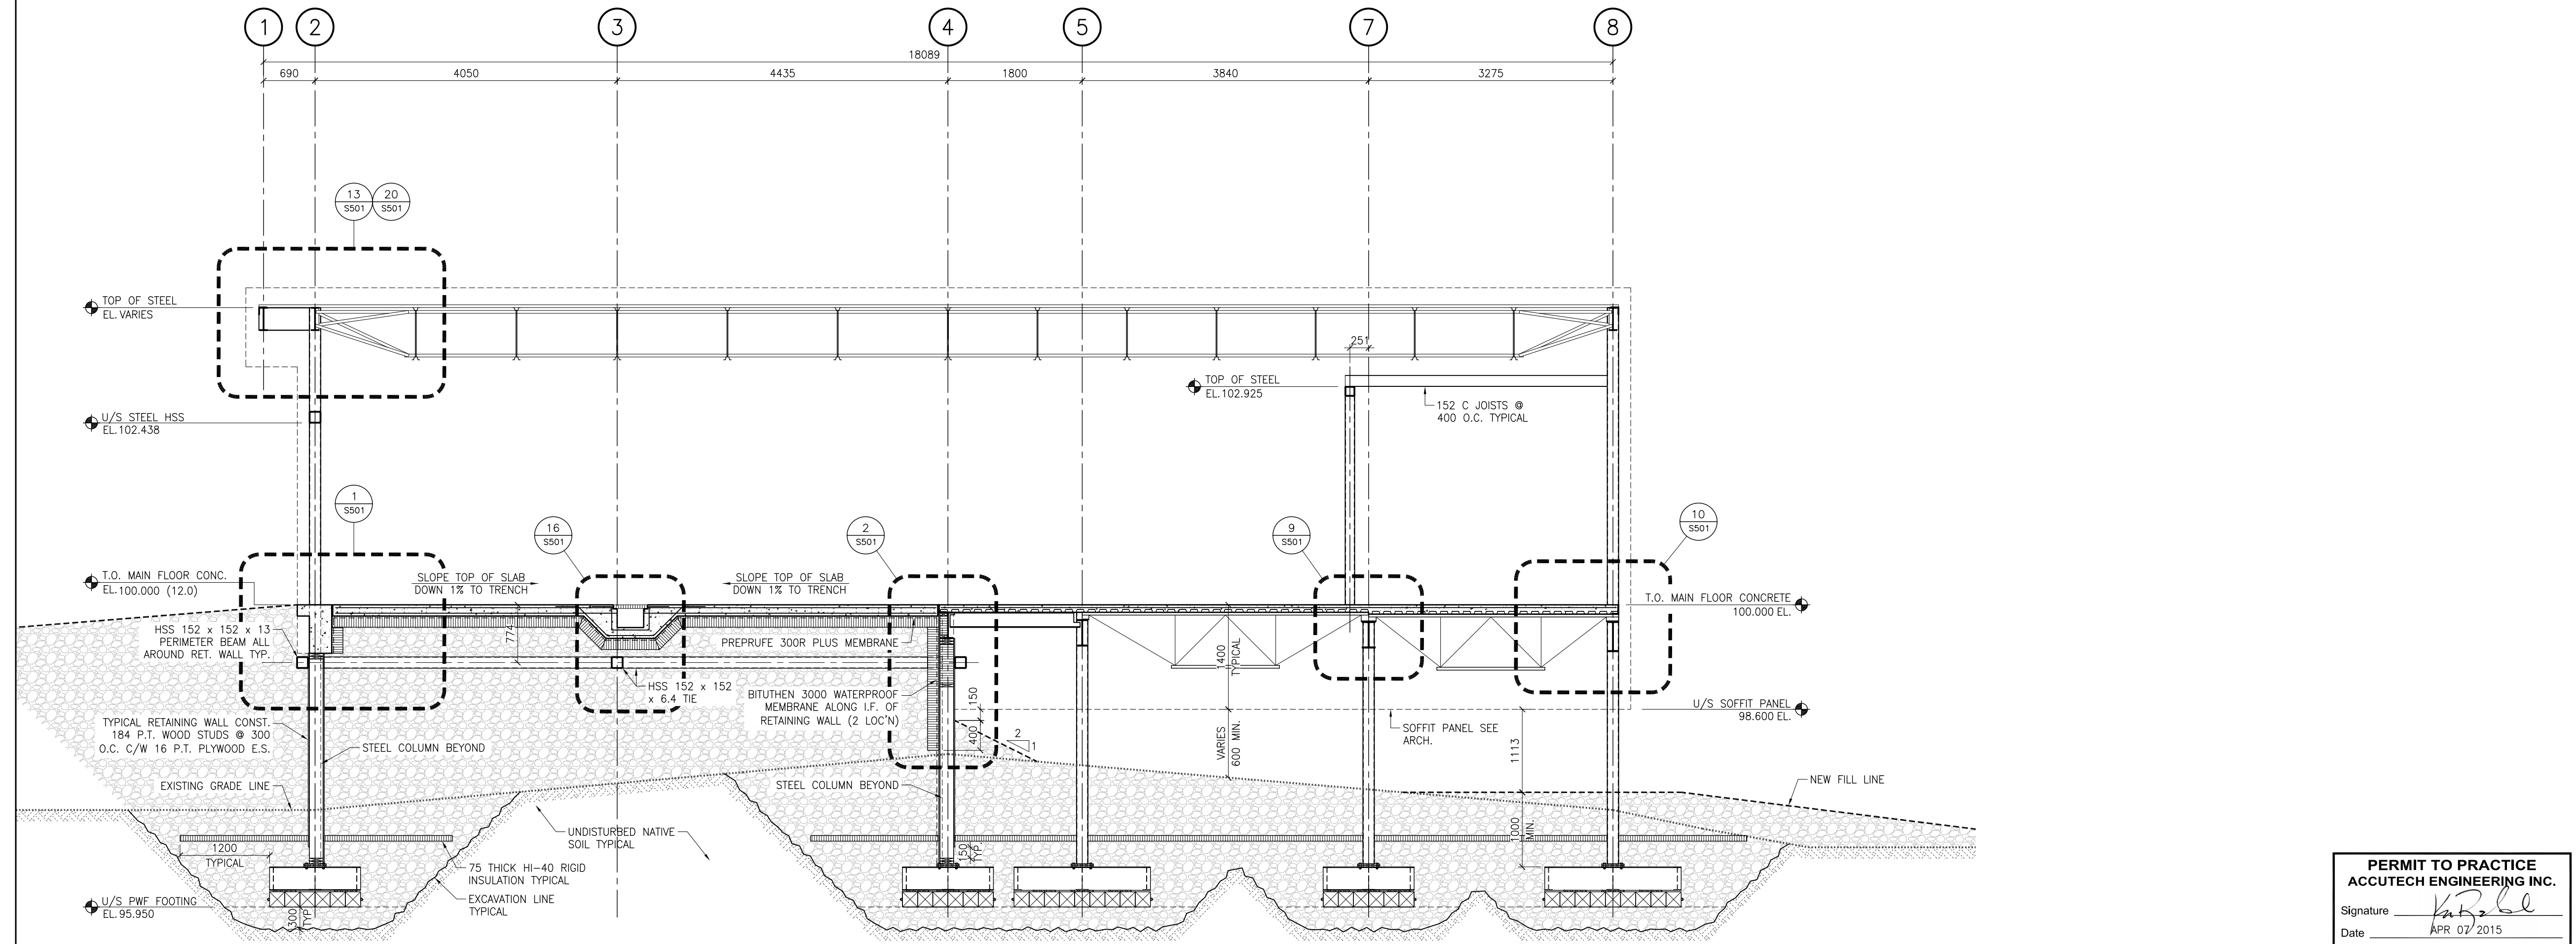 1
2
3
4
5
7
8
18089
690
4050
4435
1800
3840
3275
13
S501
20
S501
TOP OF STEEL
EL. VARIES
251
TOP OF STEEL
EL.102.925
152 C JOISTS @
400 O.C. TYPICAL
U/S STEEL HSS
EL.102.438
1
S501
16
S501
2
S501
9
S501
10
S501
T.O. MAIN FLOOR CONC.
EL.100.000 (12.0)
SLOPE TOP OF SLAB
DOWN 1% TO TRENCH
SLOPE TOP OF SLAB
DOWN 1% TO TRENCH
T.O. MAIN FLOOR CONCRETE
100.000 EL.
HSS 152 x 152 x 13
PERIMETER BEAM ALL
AROUND RET. WALL TYP.
774
PREPRUFE 300R PLUS MEMBRANE
1400
TYPICAL
HSS 152 x 152
x 6.4 TIE
BITUTHEN 3000 WATERPROOF
MEMBRANE ALONG I.F. OF
RETAINING WALL (2 LOC'N)
150
400
2
1
VARIES
600 MIN.
SOFFIT PANEL SEE
ARCH.
1113
U/S SOFFIT PANEL
98.600 EL.
TYPICAL RETAINING WALL CONST.
184 P.T. WOOD STUDS @ 300
O.C. C/W 16 P.T. PLYWOOD E.S.
STEEL COLUMN BEYOND
EXISTING GRADE LINE
STEEL COLUMN BEYOND
NEW FILL LINE
UNDISTURBED NATIVE
SOIL TYPICAL
1000
MIN.
1200
TYPICAL
150
TYP.
75 THICK HI-40 RIGID
INSULATION TYPICAL
EXCAVATION LINE
TYPICAL
U/S PWF FOOTING
EL.95.950
300
TYP
PERMIT TO PRACTICE
ACCUTECH ENGINEERING INC.
Signature
Date APR 07 2015